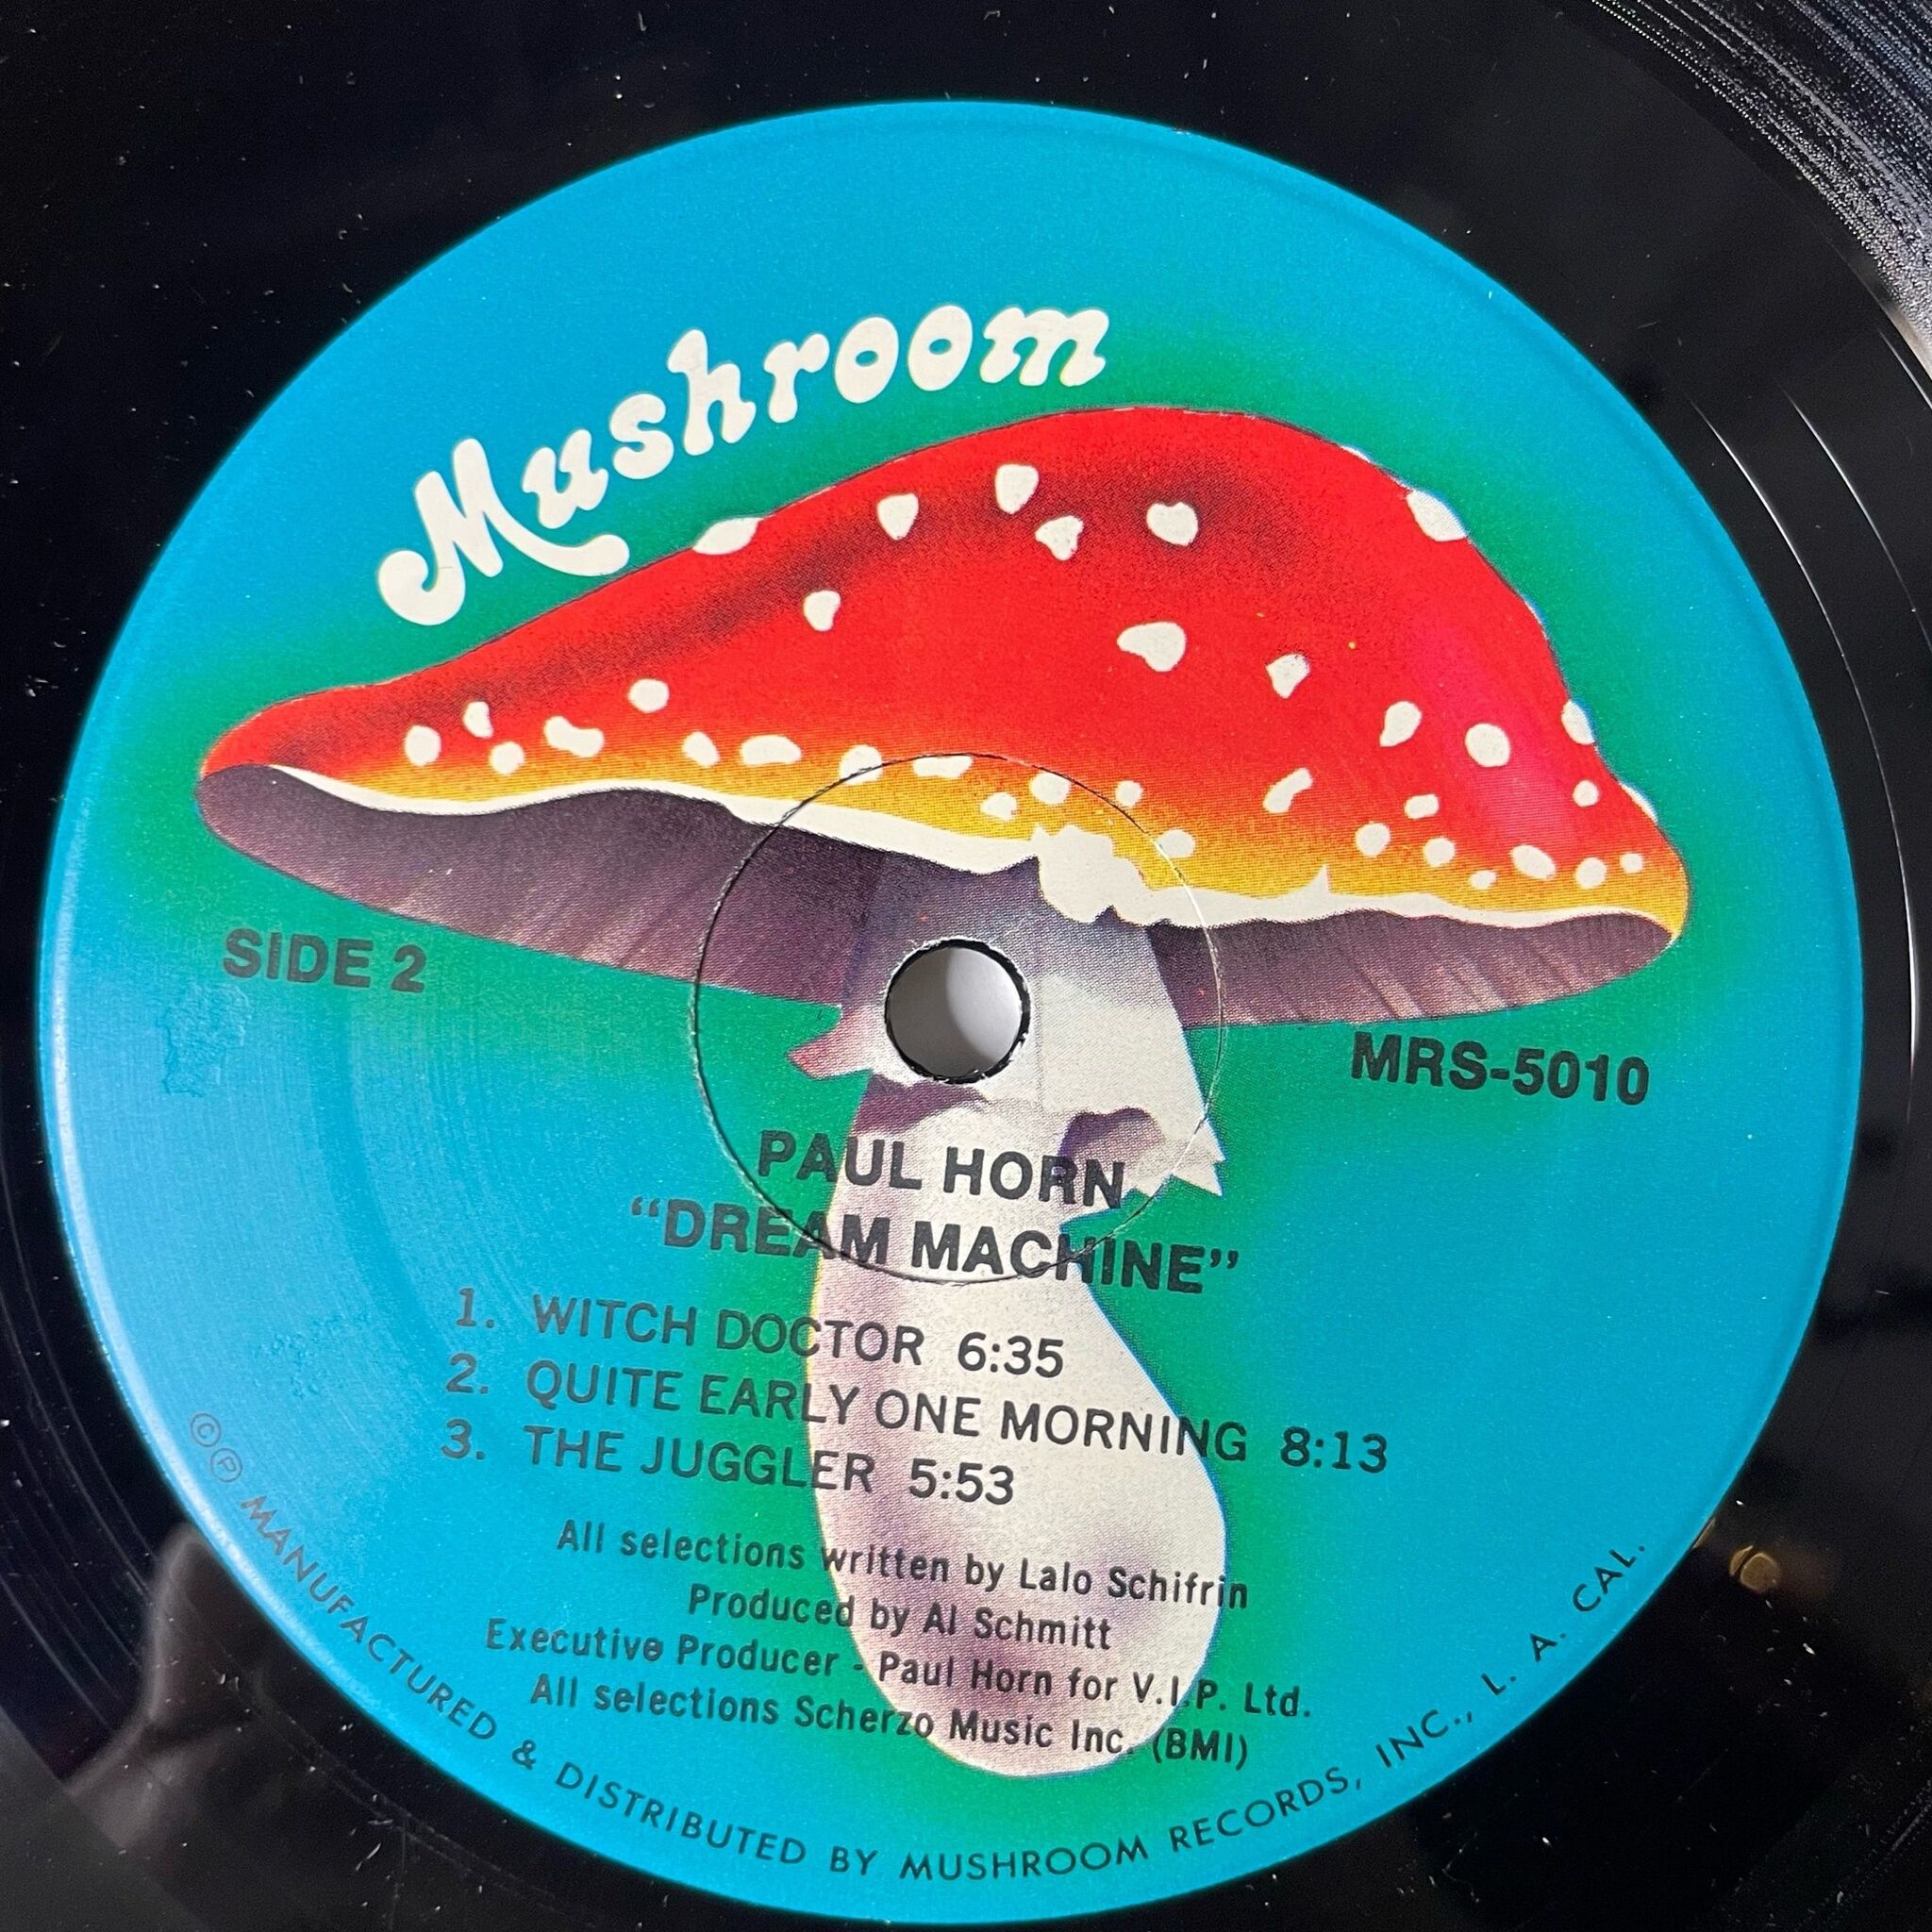 Mushroom
SIDE 2
MRS-5010
PAUL HORN
“DREAM MACHINE”
1. WITCH DOCTOR 6:35
2. QUITE EARLY ONE MORNING 8:13
3. THE JUGGLER 5:53
All selections written by Lalo Schifrin
Produced by Al Schmitt
Executive Producer - Paul Horn for V.I.P. Ltd.
All selections Scherzo Music Inc. (BMI)
©℗ MANUFACTURED & DISTRIBUTED BY MUSHROOM RECORDS, INC., L. A. CAL.